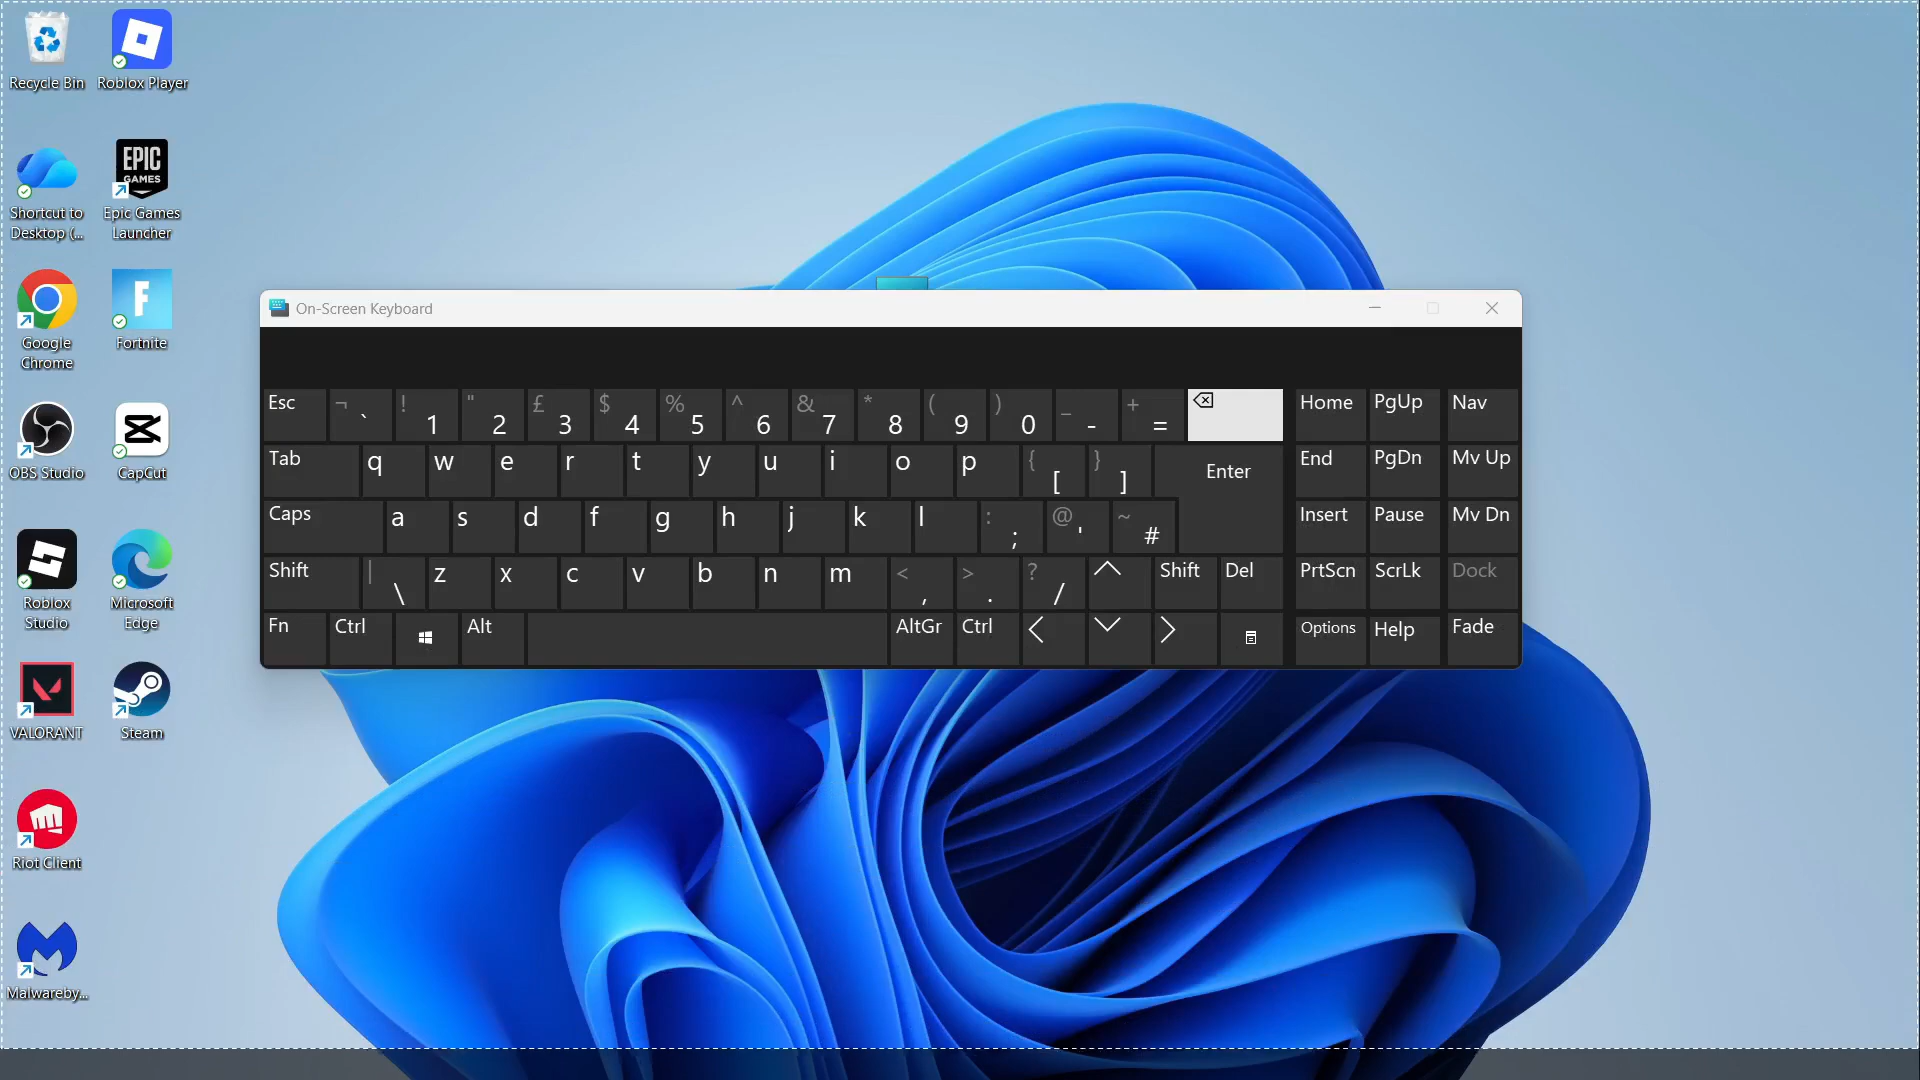 Recycle Bin
Roblox Player
Shortcut to
Desktop (...
EPIC
GAMES
Epic Games
Launcher
Google
Chrome
F
Fortnite
OBS Studio
CapCut
Roblox
Studio
Microsoft
Edge
VALORANT
Steam
Riot Client
Malwareby...
On-Screen Keyboard
Esc ¬ ` ! 1 " 2 £ 3 $ 4 % 5 ^ 6 & 7 * 8 ( 9 ) 0 _ - + = Home PgUp Nav
Tab q w e r t y u i o p { [ } ] Enter End PgDn Mv Up
Caps a s d f g h j k l : ; @ ' ~ # Insert Pause Mv Dn
Shift | \ z x c v b n m < , > . ? / Shift Del PrtScn ScrLk Dock
Fn Ctrl Alt AltGr Ctrl Options Help Fade